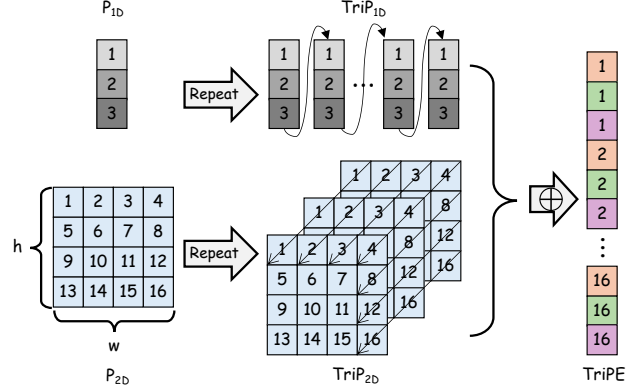 P1D
TriP1D
1 1 1 1 1
2 2 2 ... 2 2
3 3 3 3 3
Repeat
1
1
1
2
2
2
...
16
16
16
1 2 3 4
5 6 7 8
9 10 11 12
13 14 15 16
h
w
Repeat
1 2 3 4
8
12
16
1 2 3 4
8
12
16
1 2 3 4
5 6 7 8
9 10 11 12
13 14 15 16
P2D
TriP2D
TriPE